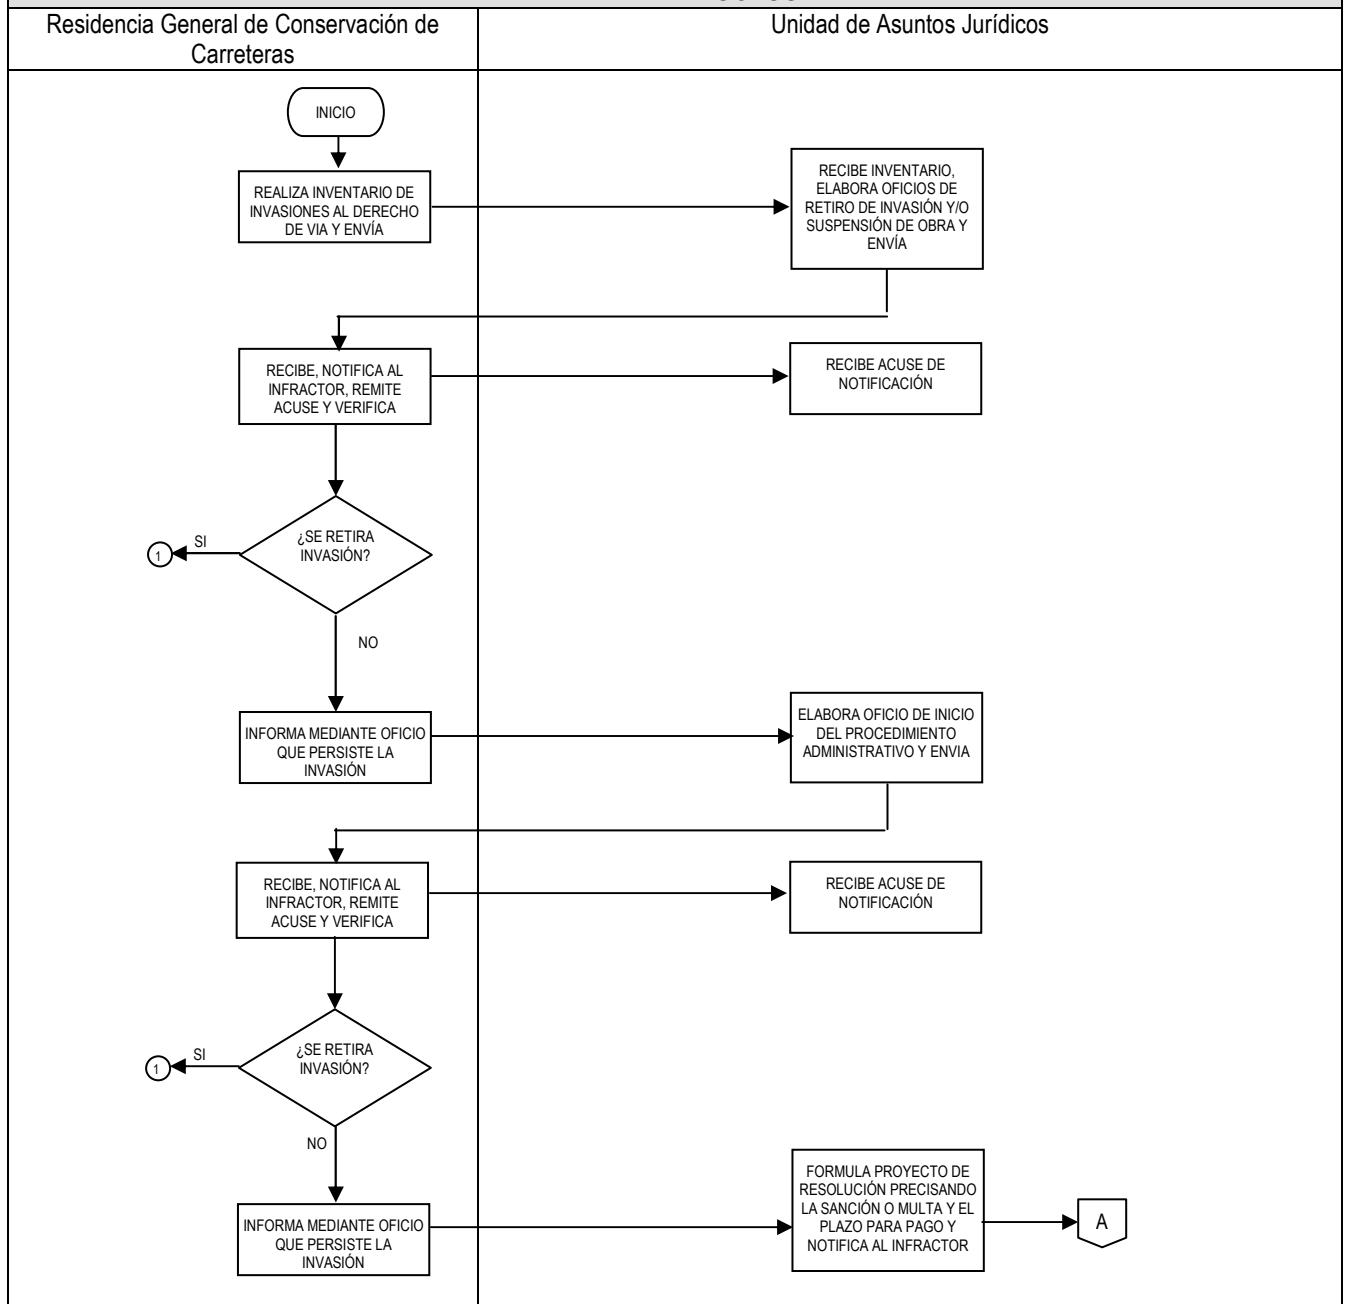 Residencia General de Conservación de
Carreteras
Unidad de Asuntos Jurídicos
INICIO
REALIZA INVENTARIO DE
INVASIONES AL DERECHO
DE VIA Y ENVÍA
RECIBE INVENTARIO,
ELABORA OFICIOS DE
RETIRO DE INVASIÓN Y/O
SUSPENSIÓN DE OBRA Y
ENVÍA
RECIBE, NOTIFICA AL
INFRACTOR, REMITE
ACUSE Y VERIFICA
RECIBE ACUSE DE
NOTIFICACIÓN
¿SE RETIRA
INVASIÓN?
SI
1
NO
INFORMA MEDIANTE OFICIO
QUE PERSISTE LA
INVASIÓN
ELABORA OFICIO DE INICIO
DEL PROCEDIMIENTO
ADMINISTRATIVO Y ENVIA
RECIBE, NOTIFICA AL
INFRACTOR, REMITE
ACUSE Y VERIFICA
RECIBE ACUSE DE
NOTIFICACIÓN
¿SE RETIRA
INVASIÓN?
SI
1
NO
INFORMA MEDIANTE OFICIO
QUE PERSISTE LA
INVASIÓN
FORMULA PROYECTO DE
RESOLUCIÓN PRECISANDO
LA SANCIÓN O MULTA Y EL
PLAZO PARA PAGO Y
NOTIFICA AL INFRACTOR
A